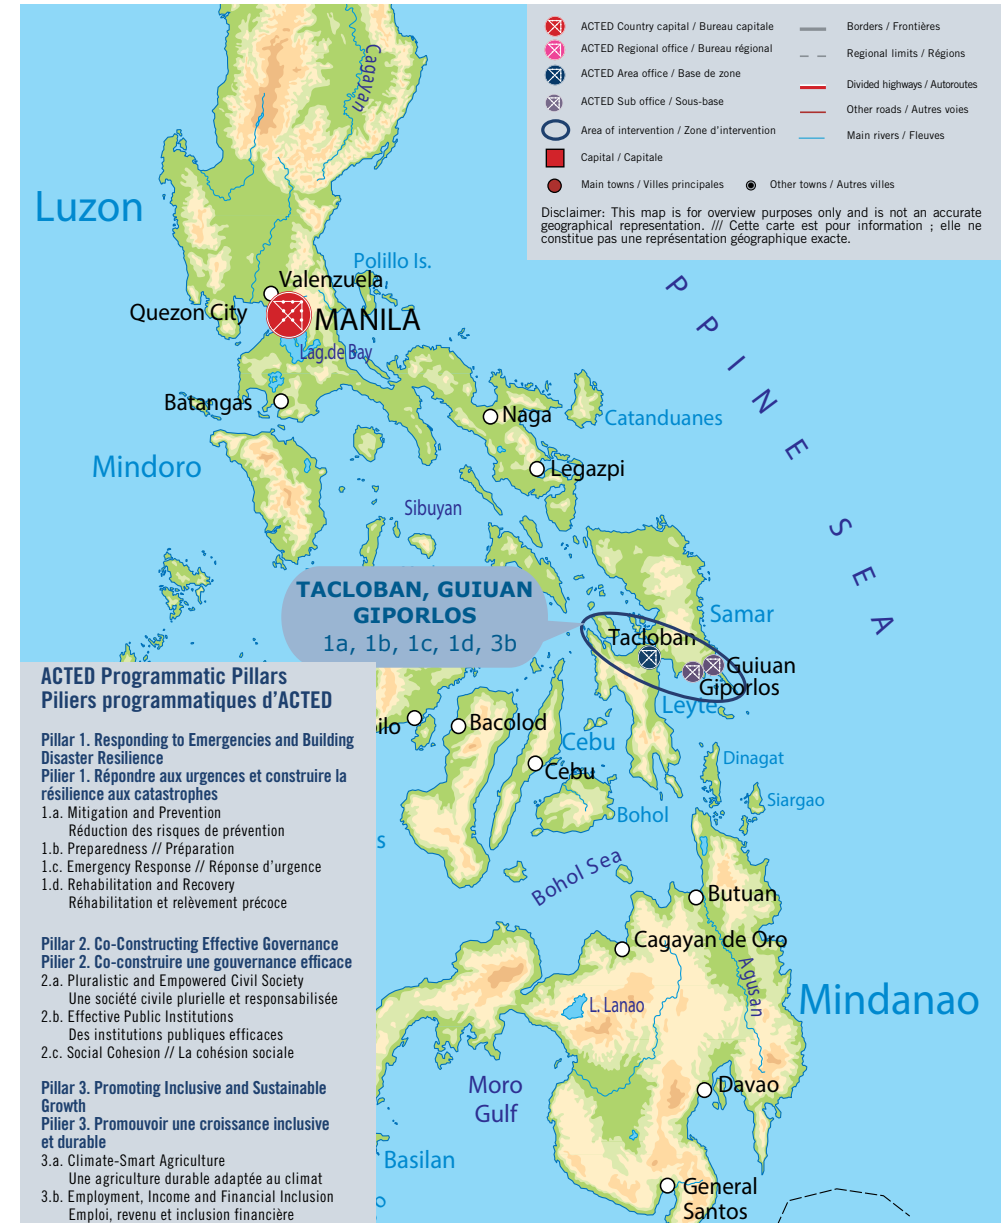 ACTED Country capital / Bureau capitale
ACTED Regional office / Bureau régional
ACTED Area office / Base de zone
ACTED Sub office / Sous-base
Area of intervention / Zone d'intervention
Capital / Capitale
Main towns / Villes principales
Other towns / Autres villes
Borders / Frontières
Regional limits / Régions
Divided highways / Autoroutes
Other roads / Autres voies
Main rivers / Fleuves
Disclaimer: This map is for overview purposes only and is not an accurate
geographical representation. /// Cette carte est pour information ; elle ne
constitue pas une représentation géographique exacte.
Cagayan
Luzon
Polillo Is.
Valenzuela
Quezon City
MANILA
Lag.de Bay
PPINE SEA
Batangas
Naga
Catanduanes
Mindoro
Legazpi
Sibuyan
TACLOBAN, GUIUAN
GIPORLOS
1a, 1b, 1c, 1d, 3b
Samar
Tacloban
Guiuan
Giporlos
Leyte
ilo
Bacolod
Cebu
Cebu
Dinagat
Siargao
Bohol
s
Bohol Sea
Butuan
Cagayan de Oro
Agusan
L. Lanao
Mindanao
Moro
Gulf
Davao
Basilan
o
General
Santos
ACTED Programmatic Pillars
Piliers programmatiques d'ACTED
Pillar 1. Responding to Emergencies and Building
Disaster Resilience
Pilier 1. Répondre aux urgences et construire la
résilience aux catastrophes
1.a. Mitigation and Prevention
Réduction des risques de prévention
1.b. Preparedness // Préparation
1.c. Emergency Response // Réponse d'urgence
1.d. Rehabilitation and Recovery
Réhabilitation et relèvement précoce
Pillar 2. Co-Constructing Effective Governance
Pilier 2. Co-construire une gouvernance efficace
2.a. Pluralistic and Empowered Civil Society
Une société civile plurielle et responsabilisée
2.b. Effective Public Institutions
Des institutions publiques efficaces
2.c. Social Cohesion // La cohésion sociale
Pillar 3. Promoting Inclusive and Sustainable
Growth
Pilier 3. Promouvoir une croissance inclusive
et durable
3.a. Climate-Smart Agriculture
Une agriculture durable adaptée au climat
3.b. Employment, Income and Financial Inclusion
Emploi, revenu et inclusion financière